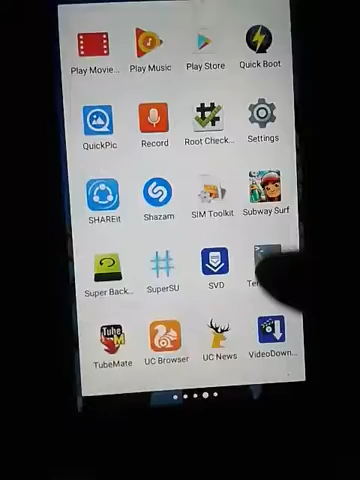 Play Movie...
Play Music
Play Store
Quick Boot
QuickPic
Record
Root Check...
Settings
SHAREit
Shazam
SIM Toolkit
Subway Surf
Super Back...
SuperSU
SVD
Tube
M
TubeMate
UC Browser
UC News
VideoDown...